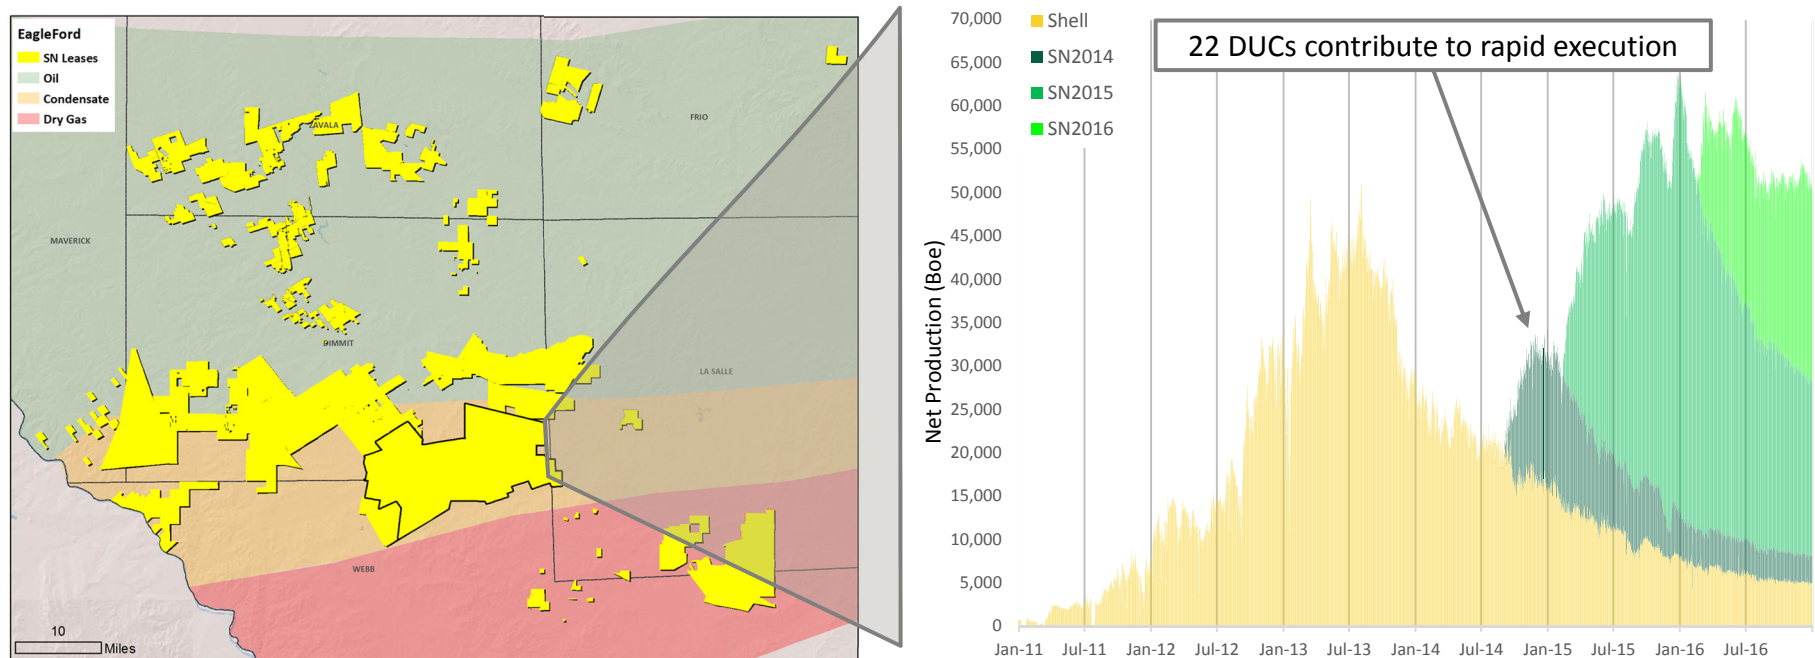 EagleFord
SN Leases
Oil
Condensate
Dry Gas
ZAVALA
FRIO
MAVERICK
DIMMIT
LA SALLE
WEBB
10
Miles
22 DUCs contribute to rapid execution
Shell
SN2014
SN2015
SN2016
Net Production (Boe)
70,000
65,000
60,000
55,000
50,000
45,000
40,000
35,000
30,000
25,000
20,000
15,000
10,000
5,000
0
Jan-11 Jul-11 Jan-12 Jul-12 Jan-13 Jul-13 Jan-14 Jul-14 Jan-15 Jul-15 Jan-16 Jul-16